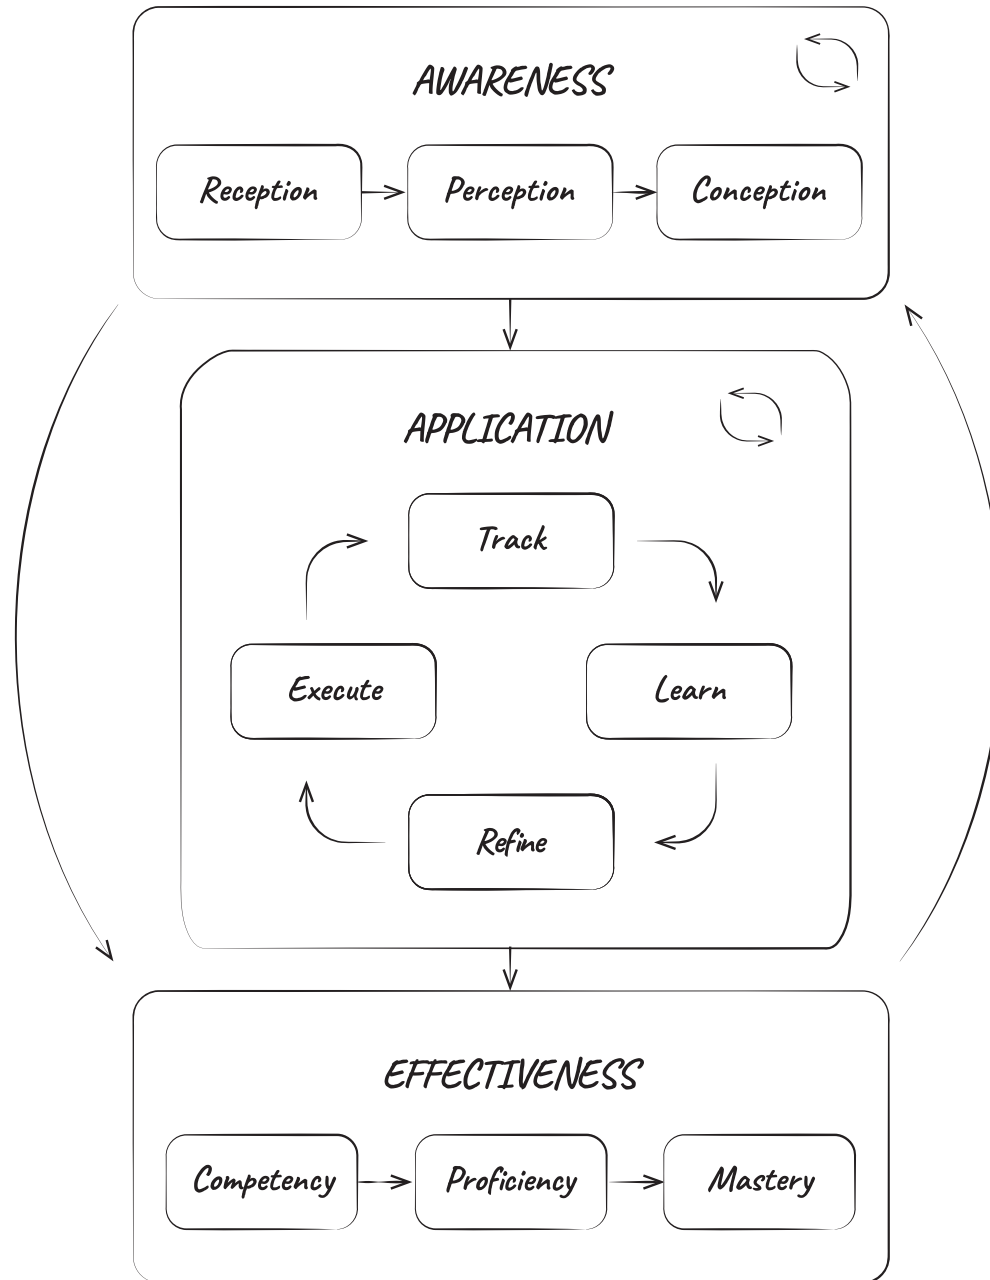 AWARENESS
Reception
Perception
Conception
APPLICATION
Track
Execute
Learn
Refine
EFFECTIVENESS
Competency
Proficiency
Mastery